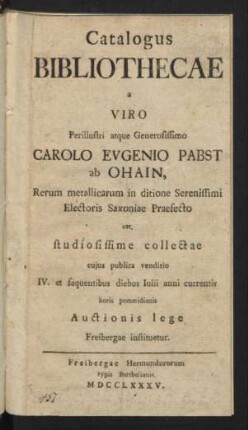 Catalogus
BIBLIOTHECAE
a
VIRO
Perillustri atque Generosissimo
CAROLO EVGENIO PABST
ab OHAIN,
Rerum metallicarum in ditione Serenissimi
Electoris Saxoniae Praefecto
etc.
studiosissime collectae
cujus publica venditio
IV. et sequentibus diebus Iulii anni currentis
horis pomeridianis
Auctionis lege
Freibergae instituetur.
Freibergae Hermundurorum
typis Barthelianis.
MDCCLXXXV.